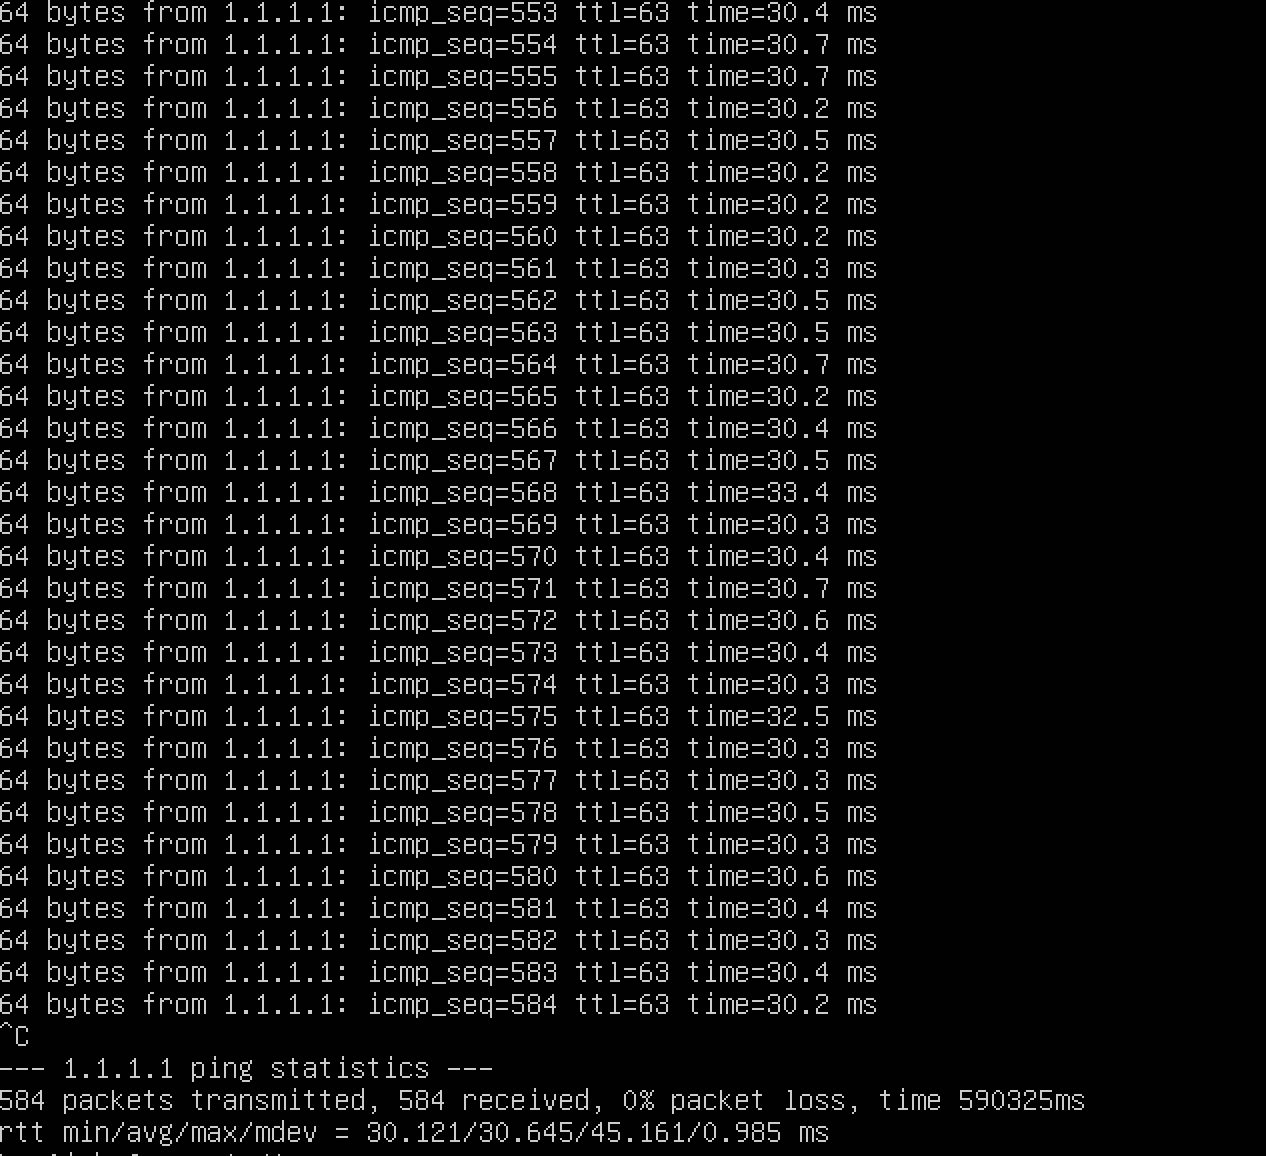 64 bytes from 1.1.1.1: icmp_seq=553 ttl=63 time=30.4 ms
64 bytes from 1.1.1.1: icmp_seq=554 ttl=63 time=30.7 ms
64 bytes from 1.1.1.1: icmp_seq=555 ttl=63 time=30.7 ms
64 bytes from 1.1.1.1: icmp_seq=556 ttl=63 time=30.2 ms
64 bytes from 1.1.1.1: icmp_seq=557 ttl=63 time=30.5 ms
64 bytes from 1.1.1.1: icmp_seq=558 ttl=63 time=30.2 ms
64 bytes from 1.1.1.1: icmp_seq=559 ttl=63 time=30.2 ms
64 bytes from 1.1.1.1: icmp_seq=560 ttl=63 time=30.2 ms
64 bytes from 1.1.1.1: icmp_seq=561 ttl=63 time=30.3 ms
64 bytes from 1.1.1.1: icmp_seq=562 ttl=63 time=30.5 ms
64 bytes from 1.1.1.1: icmp_seq=563 ttl=63 time=30.5 ms
64 bytes from 1.1.1.1: icmp_seq=564 ttl=63 time=30.7 ms
64 bytes from 1.1.1.1: icmp_seq=565 ttl=63 time=30.2 ms
64 bytes from 1.1.1.1: icmp_seq=566 ttl=63 time=30.4 ms
64 bytes from 1.1.1.1: icmp_seq=567 ttl=63 time=30.5 ms
64 bytes from 1.1.1.1: icmp_seq=568 ttl=63 time=33.4 ms
64 bytes from 1.1.1.1: icmp_seq=569 ttl=63 time=30.3 ms
64 bytes from 1.1.1.1: icmp_seq=570 ttl=63 time=30.4 ms
64 bytes from 1.1.1.1: icmp_seq=571 ttl=63 time=30.7 ms
64 bytes from 1.1.1.1: icmp_seq=572 ttl=63 time=30.6 ms
64 bytes from 1.1.1.1: icmp_seq=573 ttl=63 time=30.4 ms
64 bytes from 1.1.1.1: icmp_seq=574 ttl=63 time=30.3 ms
64 bytes from 1.1.1.1: icmp_seq=575 ttl=63 time=32.5 ms
64 bytes from 1.1.1.1: icmp_seq=576 ttl=63 time=30.3 ms
64 bytes from 1.1.1.1: icmp_seq=577 ttl=63 time=30.3 ms
64 bytes from 1.1.1.1: icmp_seq=578 ttl=63 time=30.5 ms
64 bytes from 1.1.1.1: icmp_seq=579 ttl=63 time=30.3 ms
64 bytes from 1.1.1.1: icmp_seq=580 ttl=63 time=30.6 ms
64 bytes from 1.1.1.1: icmp_seq=581 ttl=63 time=30.4 ms
64 bytes from 1.1.1.1: icmp_seq=582 ttl=63 time=30.3 ms
64 bytes from 1.1.1.1: icmp_seq=583 ttl=63 time=30.4 ms
64 bytes from 1.1.1.1: icmp_seq=584 ttl=63 time=30.2 ms
^C
--- 1.1.1.1 ping statistics ---
584 packets transmitted, 584 received, 0% packet loss, time 590325ms
rtt min/avg/max/mdev = 30.121/30.645/45.161/0.985 ms